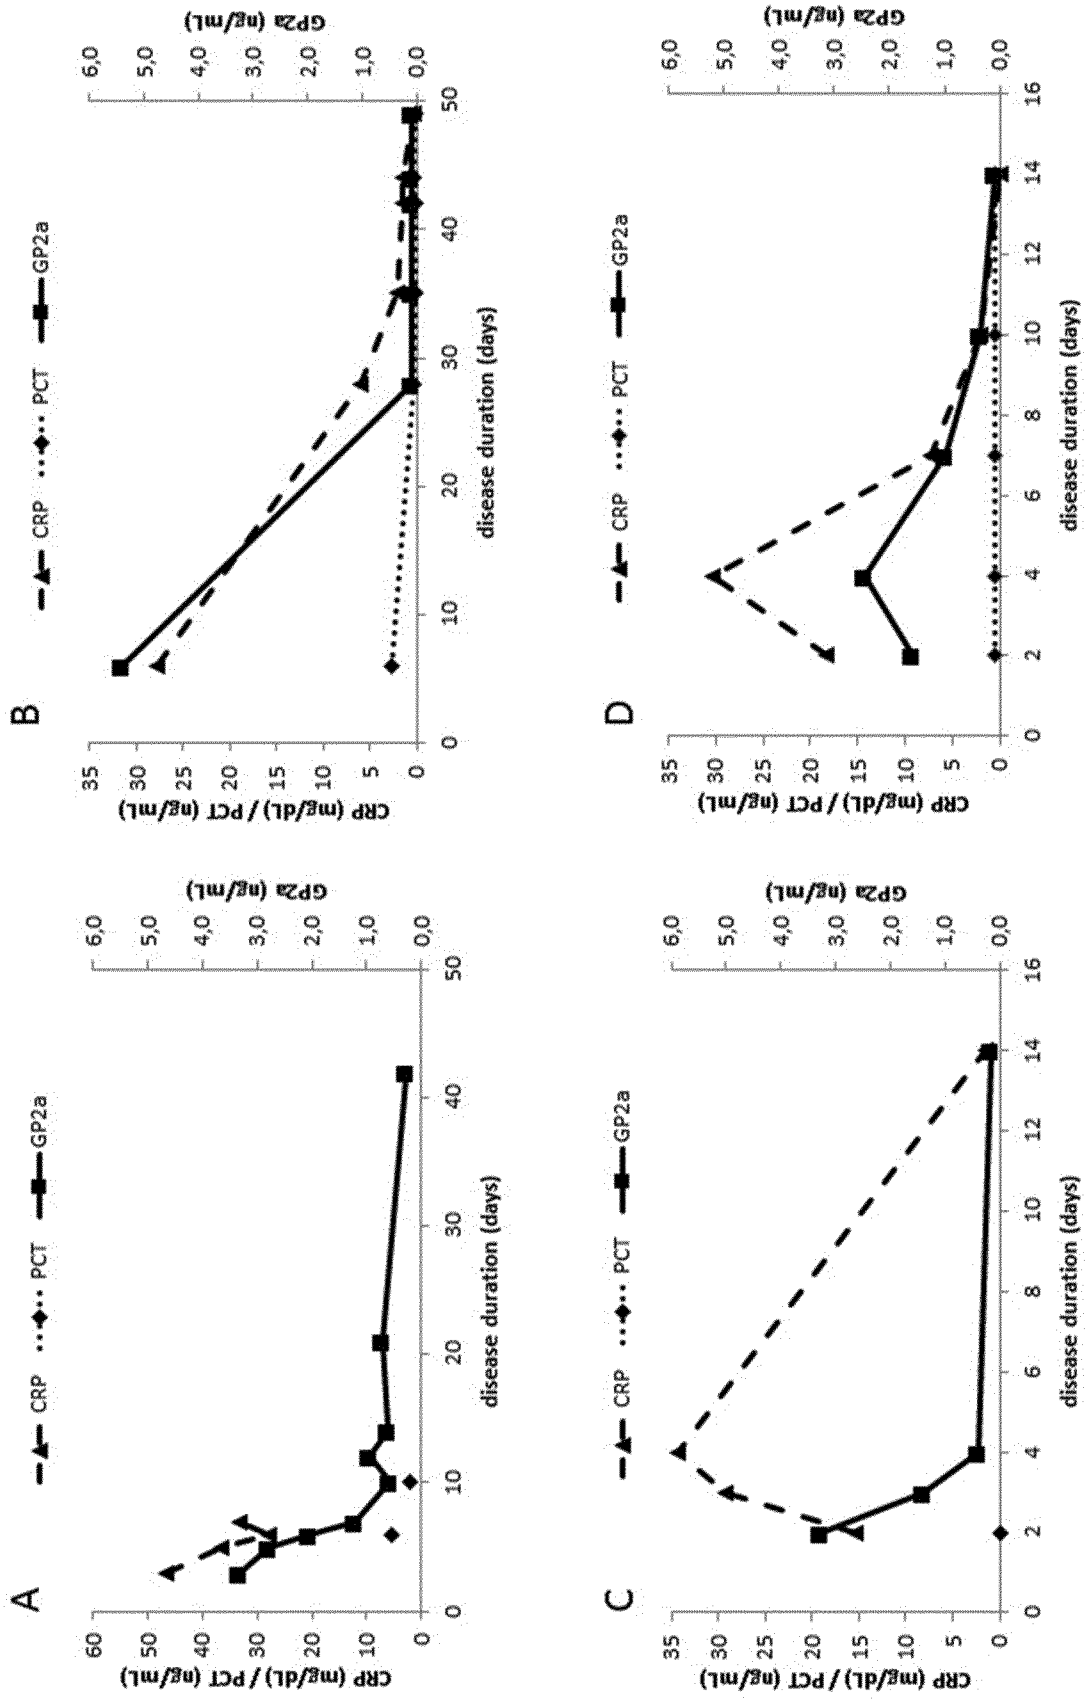 A
CRP PCT GP2a
CRP (mg/dL) / PCT (ng/mL)
60
50
40
30
20
10
0
GP2a (ng/mL)
6,0
5,0
4,0
3,0
2,0
1,0
0,0
0 10 20 30 40 50
disease duration (days)
B
CRP PCT GP2a
CRP (mg/dL) / PCT (ng/mL)
35
30
25
20
15
10
5
0
GP2a (ng/mL)
6,0
5,0
4,0
3,0
2,0
1,0
0,0
0 10 20 30 40 50
disease duration (days)
C
CRP PCT GP2a
CRP (mg/dL) / PCT (ng/mL)
35
30
25
20
15
10
5
0
GP2a (ng/mL)
6,0
5,0
4,0
3,0
2,0
1,0
0,0
0 2 4 6 8 10 12 14 16
disease duration (days)
D
CRP PCT GP2a
CRP (mg/dL) / PCT (ng/mL)
35
30
25
20
15
10
5
0
GP2a (ng/mL)
6,0
5,0
4,0
3,0
2,0
1,0
0,0
0 2 4 6 8 10 12 14 16
disease duration (days)